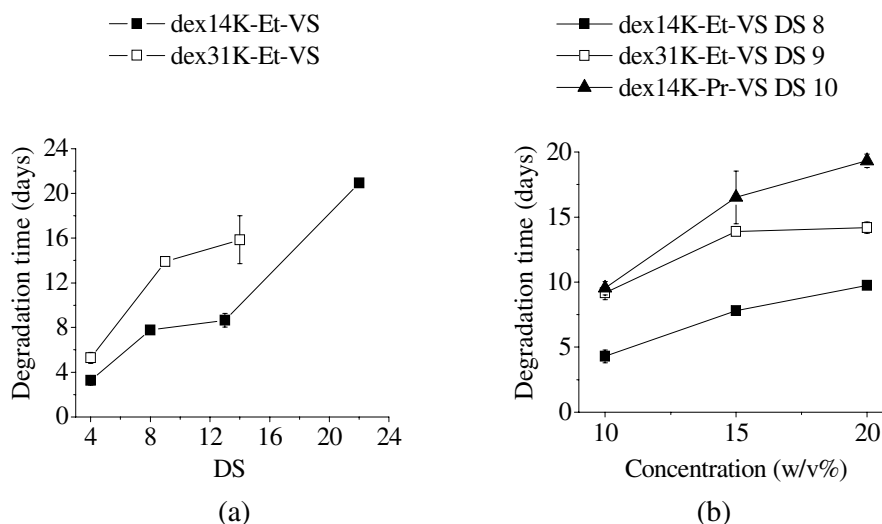 dex14K-Et-VS
dex31K-Et-VS
24
20
16
12
8
4
0
Degradation time (days)
4 8 12 16 20 24
DS
(a)
dex14K-Et-VS DS 8
dex31K-Et-VS DS 9
dex14K-Pr-VS DS 10
20
15
10
5
0
Degradation time (days)
10 15 20
Concentration (w/v%)
(b)